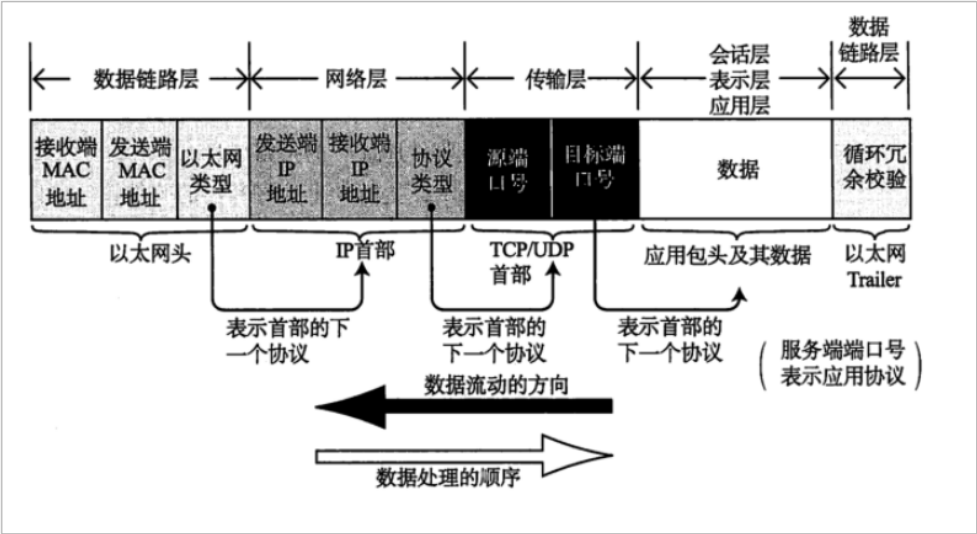 数据链路层
网络层
传输层
会话层
表示层
应用层
数据
链路层
接收端
MAC
地址
发送端
MAC
地址
以太网
类型
发送端
IP
地址
接收端
IP
地址
协议
类型
源端
口号
目标端
口号
数据
循环冗
余校验
以太网头
IP首部
TCP/UDP
首部
应用包头及其数据
以太网
Trailer
表示首部的下
一个协议
表示首部的
下一个协议
表示首部的
下一个协议
(服务端端口号
表示应用协议)
数据流动的方向
数据处理的顺序